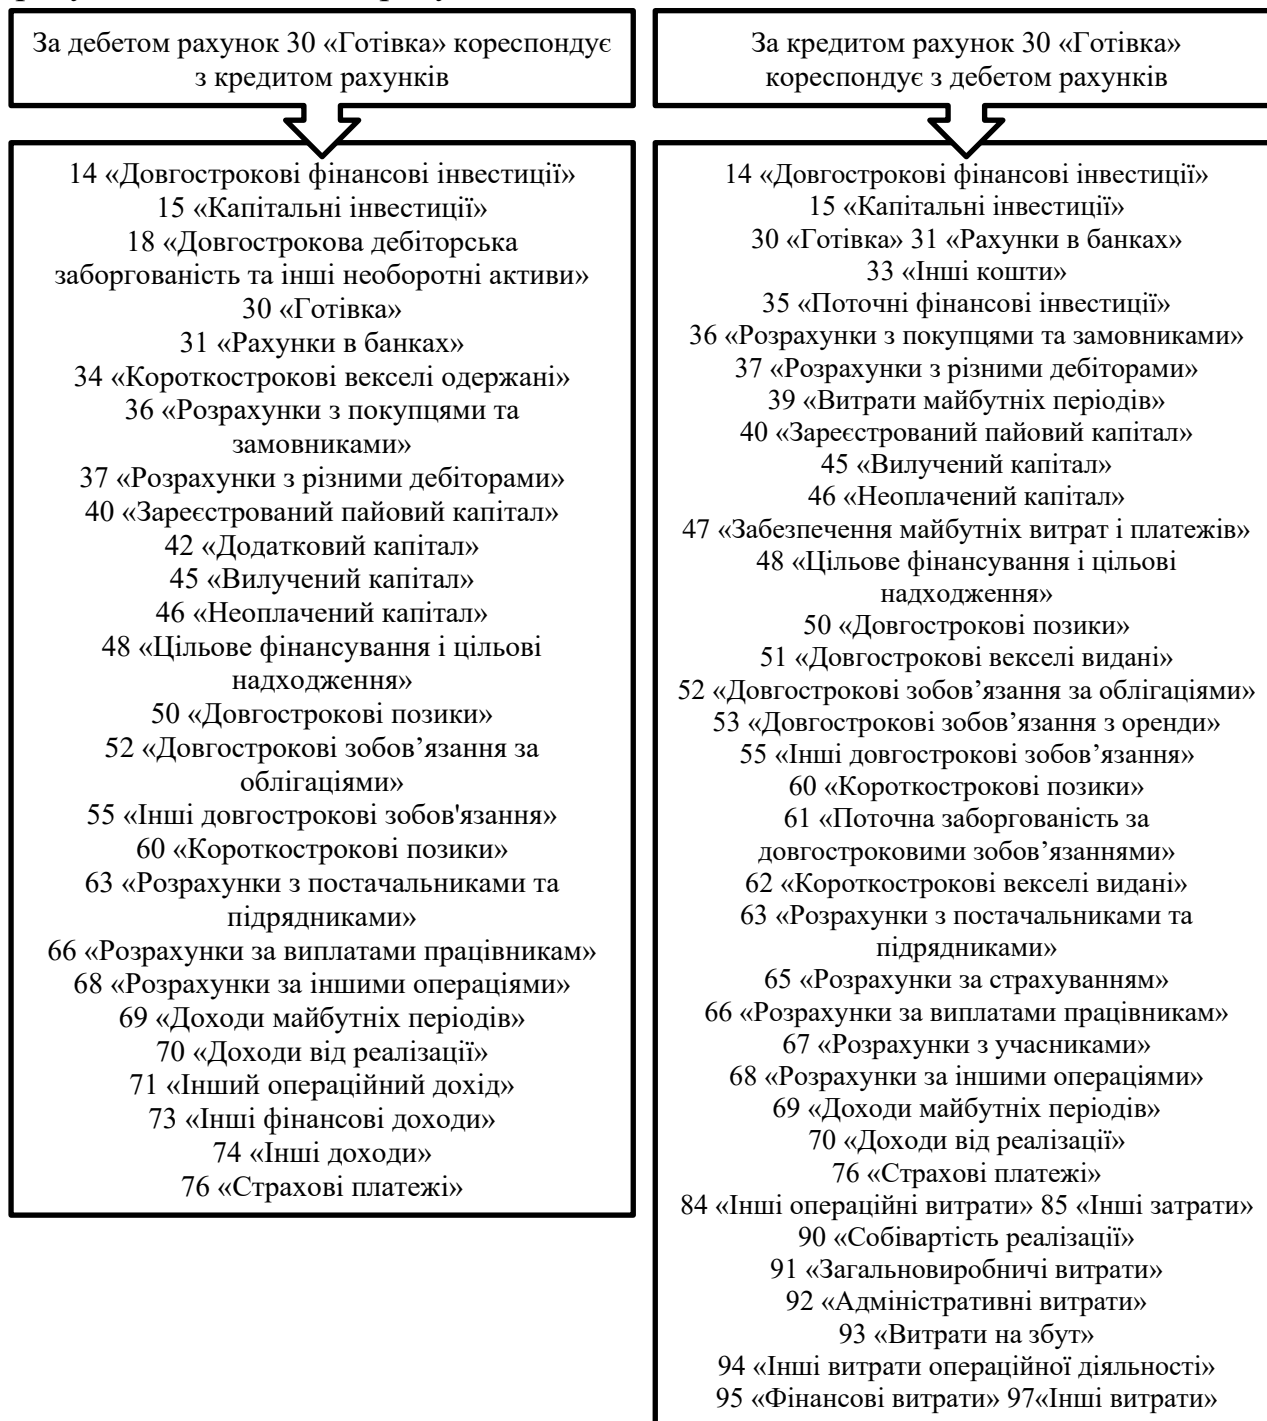 За дебетом рахунок 30 «Готівка» кореспондує
з кредитом рахунків
14 «Довгострокові фінансові інвестиції»
15 «Капітальні інвестиції»
18 «Довгострокова дебіторська
заборгованість та інші необоротні активи»
30 «Готівка»
31 «Рахунки в банках»
34 «Короткострокові векселі одержані»
36 «Розрахунки з покупцями та
замовниками»
37 «Розрахунки з різними дебіторами»
40 «Зареєстрований пайовий капітал»
42 «Додатковий капітал»
45 «Вилучений капітал»
46 «Неоплачений капітал»
48 «Цільове фінансування і цільові
надходження»
50 «Довгострокові позики»
52 «Довгострокові зобов’язання за
облігаціями»
55 «Інші довгострокові зобов'язання»
60 «Короткострокові позики»
63 «Розрахунки з постачальниками та
підрядниками»
66 «Розрахунки за виплатами працівникам»
68 «Розрахунки за іншими операціями»
69 «Доходи майбутніх періодів»
70 «Доходи від реалізації»
71 «Інший операційний дохід»
73 «Інші фінансові доходи»
74 «Інші доходи»
76 «Страхові платежі»
За кредитом рахунок 30 «Готівка»
кореспондує з дебетом рахунків
14 «Довгострокові фінансові інвестиції»
15 «Капітальні інвестиції»
30 «Готівка» 31 «Рахунки в банках»
33 «Інші кошти»
35 «Поточні фінансові інвестиції»
36 «Розрахунки з покупцями та замовниками»
37 «Розрахунки з різними дебіторами»
39 «Витрати майбутніх періодів»
40 «Зареєстрований пайовий капітал»
45 «Вилучений капітал»
46 «Неоплачений капітал»
47 «Забезпечення майбутніх витрат і платежів»
48 «Цільове фінансування і цільові
надходження»
50 «Довгострокові позики»
51 «Довгострокові векселі видані»
52 «Довгострокові зобов’язання за облігаціями»
53 «Довгострокові зобов’язання з оренди»
55 «Інші довгострокові зобов’язання»
60 «Короткострокові позики»
61 «Поточна заборгованість за
довгостроковими зобов’язаннями»
62 «Короткострокові векселі видані»
63 «Розрахунки з постачальниками та
підрядниками»
65 «Розрахунки за страхуванням»
66 «Розрахунки за виплатами працівникам»
67 «Розрахунки з учасниками»
68 «Розрахунки за іншими операціями»
69 «Доходи майбутніх періодів»
70 «Доходи від реалізації»
76 «Страхові платежі»
84 «Інші операційні витрати» 85 «Інші затрати»
90 «Собівартість реалізації»
91 «Загальновиробничі витрати»
92 «Адміністративні витрати»
93 «Витрати на збут»
94 «Інші витрати операційної діяльності»
95 «Фінансові витрати» 97«Інші витрати»